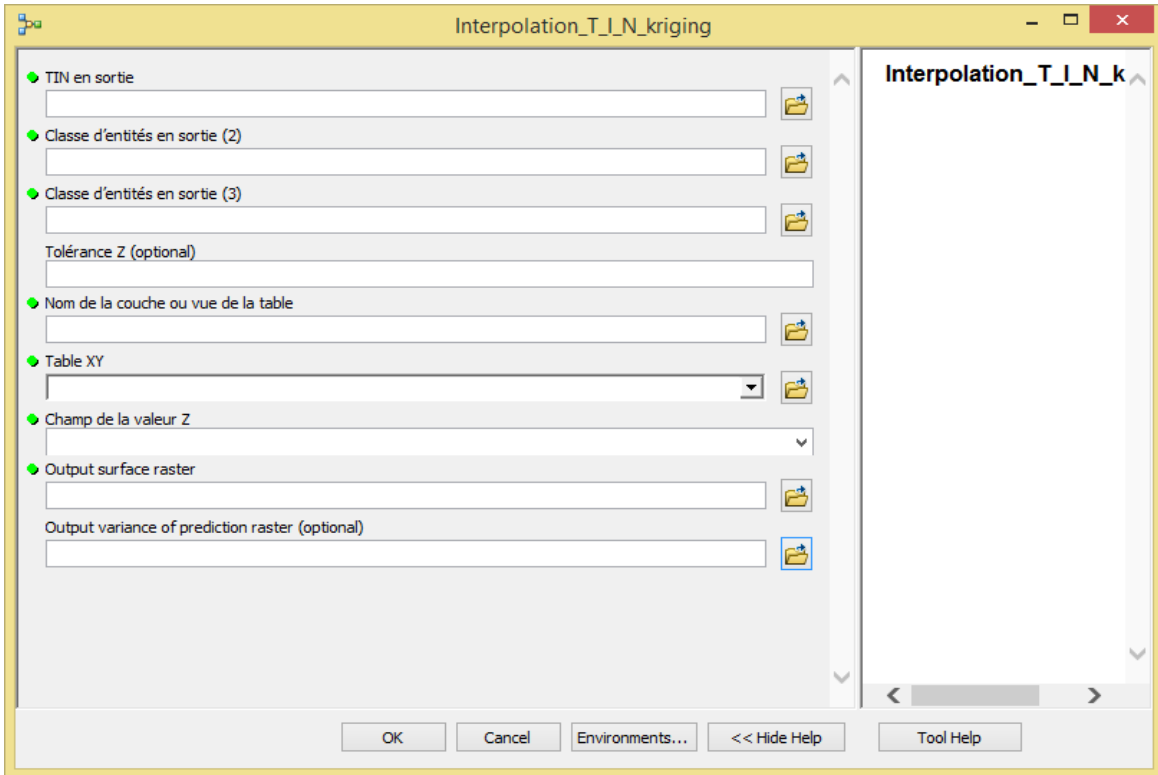 Interpolation_T_I_N_kriging
TIN en sortie
Classe d'entités en sortie (2)
Classe d'entités en sortie (3)
Tolérance Z (optional)
Nom de la couche ou vue de la table
Table XY
Champ de la valeur Z
Output surface raster
Output variance of prediction raster (optional)
Interpolation_T_I_N_k
OK Cancel Environments... << Hide Help Tool Help